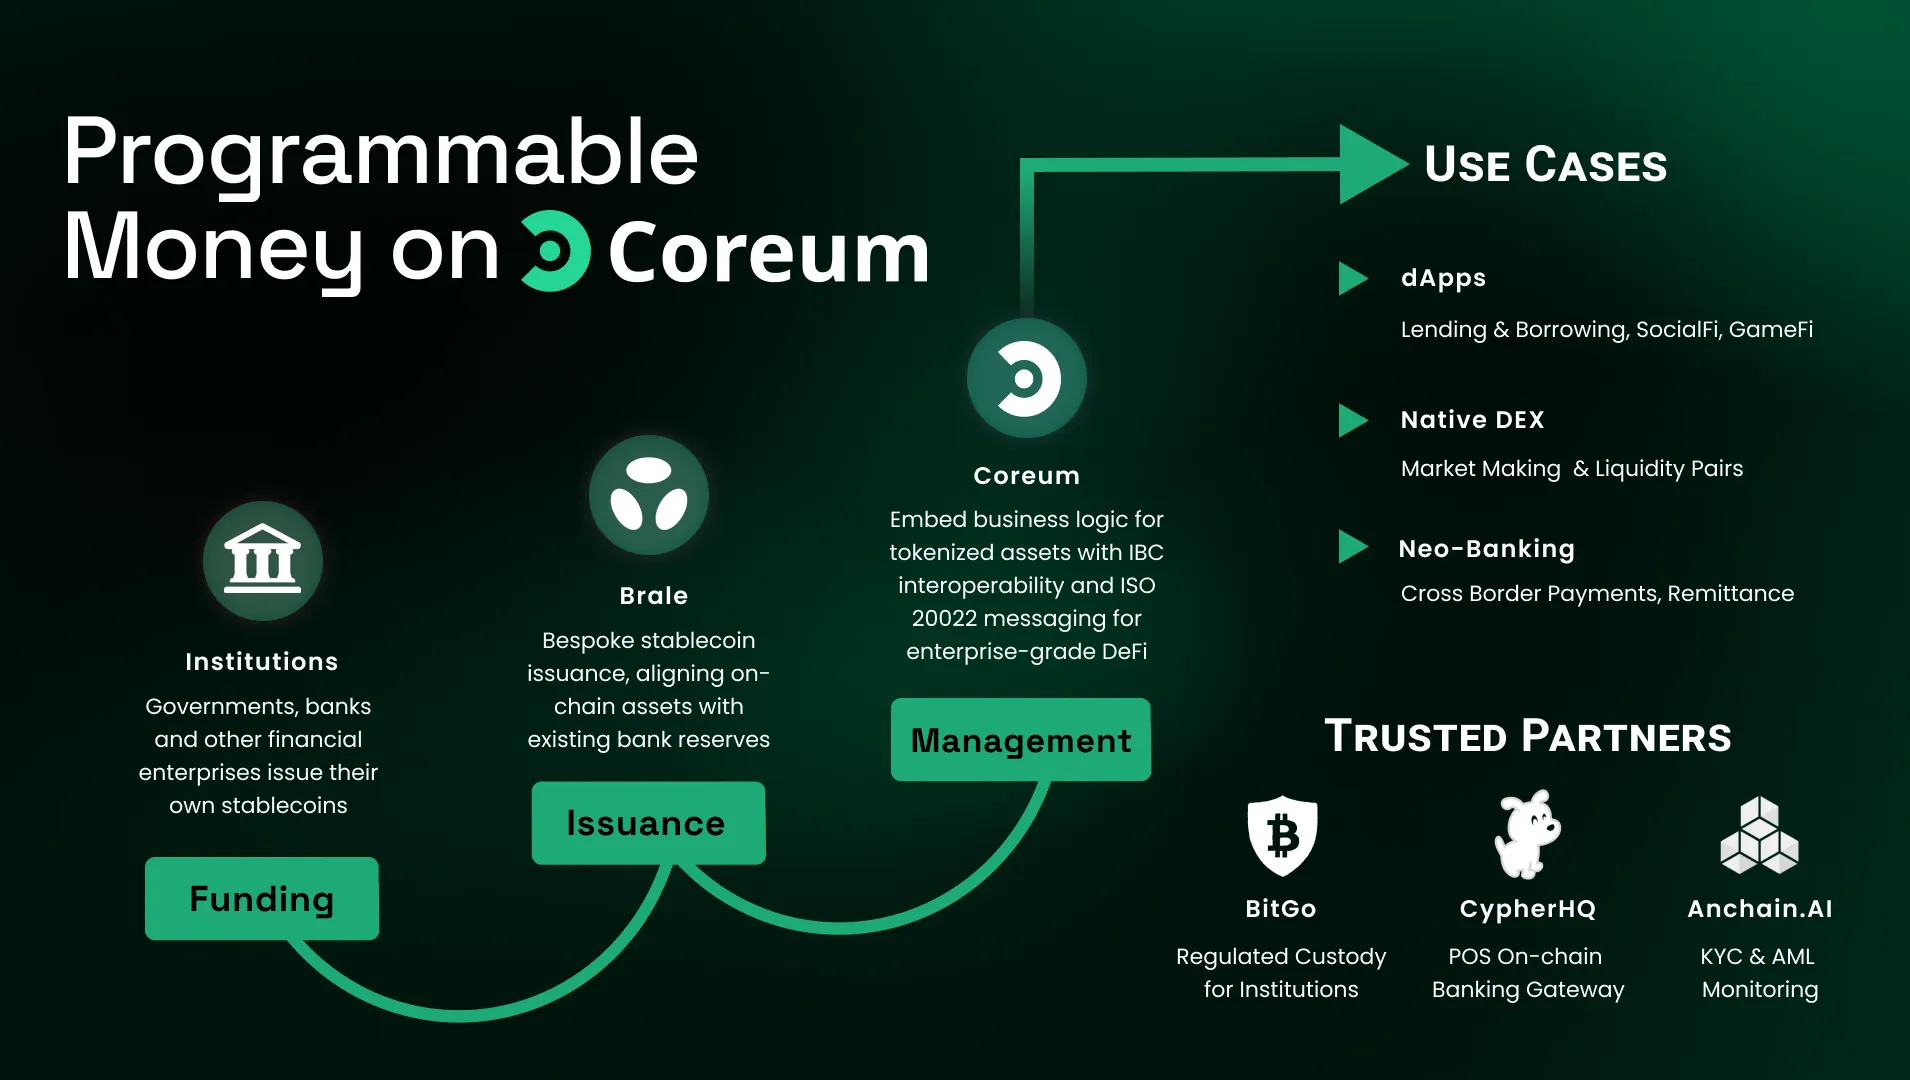 Programmable
Money on Coreum
Institutions
Governments, banks
and other financial
enterprises issue their
own stablecoins
Funding
Brale
Bespoke stablecoin
issuance, aligning on-
chain assets with
existing bank reserves
Issuance
Coreum
Embed business logic for
tokenized assets with IBC
interoperability and ISO
20022 messaging for
enterprise-grade DeFi
Management
USE CASES
dApps
Lending & Borrowing, SocialFi, GameFi
Native DEX
Market Making & Liquidity Pairs
Neo-Banking
Cross Border Payments, Remittance
TRUSTED PARTNERS
BitGo
Regulated Custody
for Institutions
CypherHQ
POS On-chain
Banking Gateway
Anchain.AI
KYC & AML
Monitoring